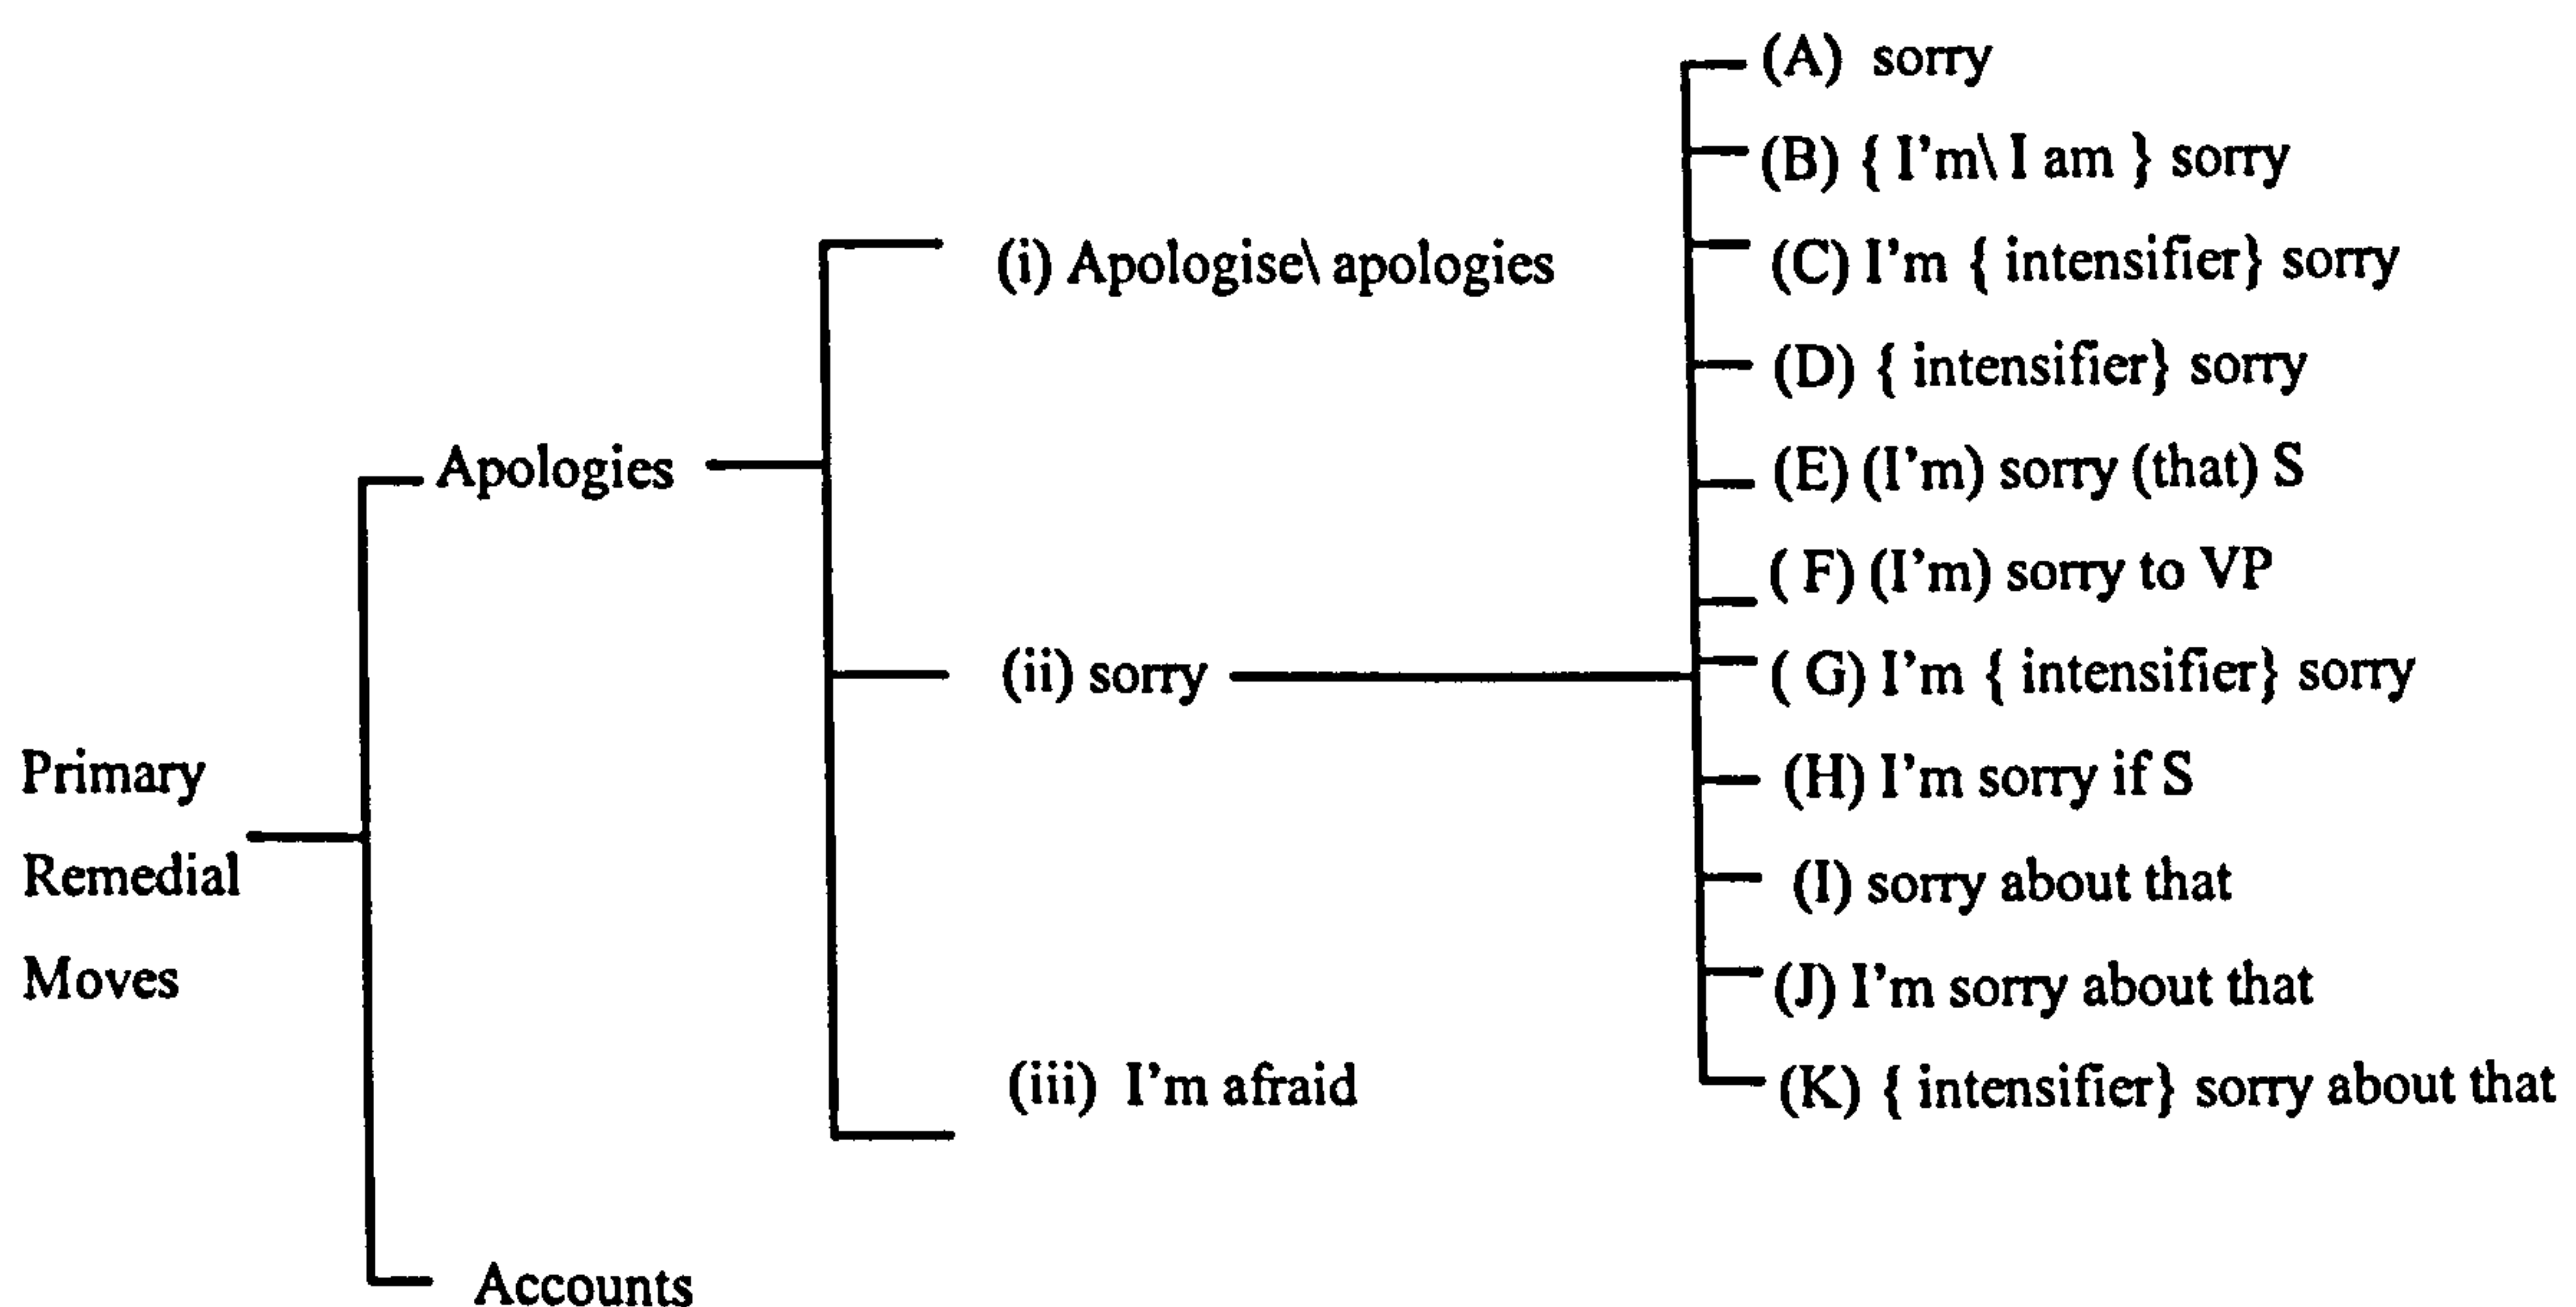 Primary
Remedial
Moves
Apologies
Accounts
(i) Apologise\ apologies
(ii) sorry
(iii) I'm afraid
(A) sorry
(B) { I'm\ I am } sorry
(C) I'm { intensifier} sorry
(D) { intensifier} sorry
(E) (I'm) sorry (that) S
( F) (I'm) sorry to VP
( G) I'm { intensifier} sorry
(H) I'm sorry if S
(I) sorry about that
(J) I'm sorry about that
(K) { intensifier} sorry about that